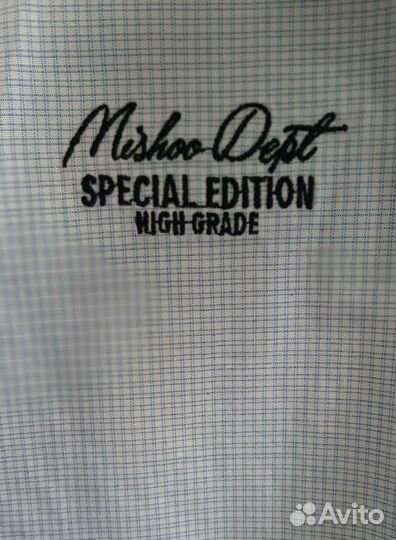 Mishoo Dept
SPECIAL EDITION
HIGH GRADE
Avito